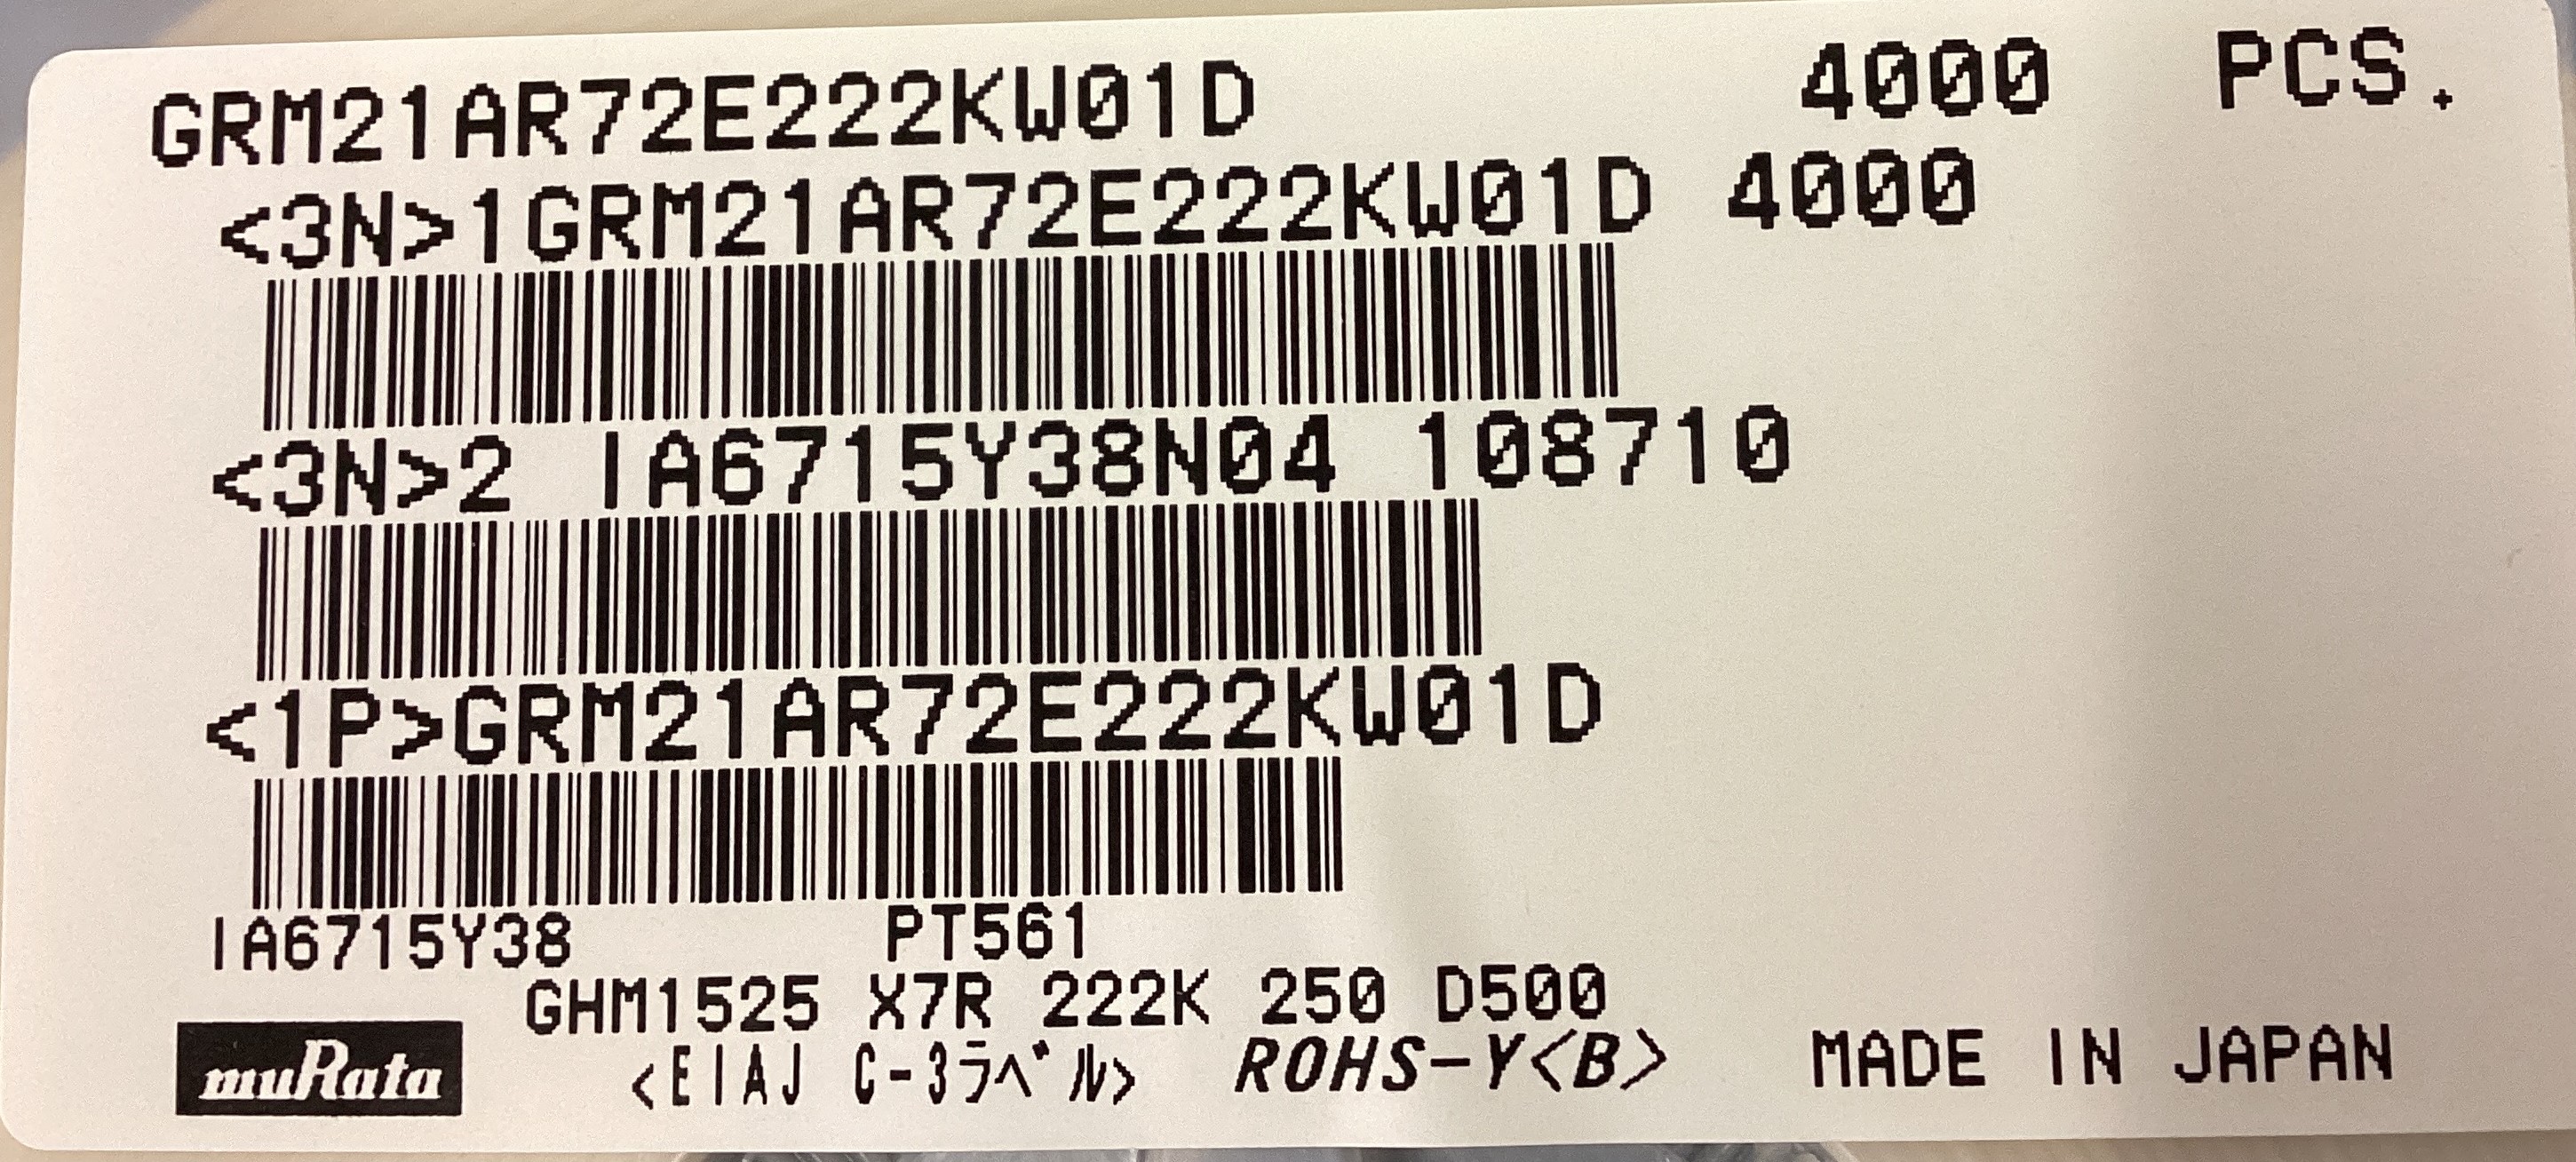 GRM21AR72E222KW01D 4000 PCS.
<3N>1GRM21AR72E222KW01D 4000
<3N>2 IA6715Y38N04 108710
<1P>GRM21AR72E222KW01D
IA6715Y38 PT561
GHM1525 X7R 222K 250 D500
muRata <EIAJ C-3ラベル> ROHS-Y<B> MADE IN JAPAN